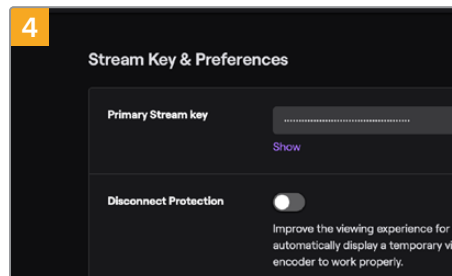 4
Stream Key & Preferences
Primary Stream key
••••••••••••••••••••••••••••••••••••••••••••
Show
Disconnect Protection
Improve the viewing experience for
automatically display a temporary vi
encoder to work properly.